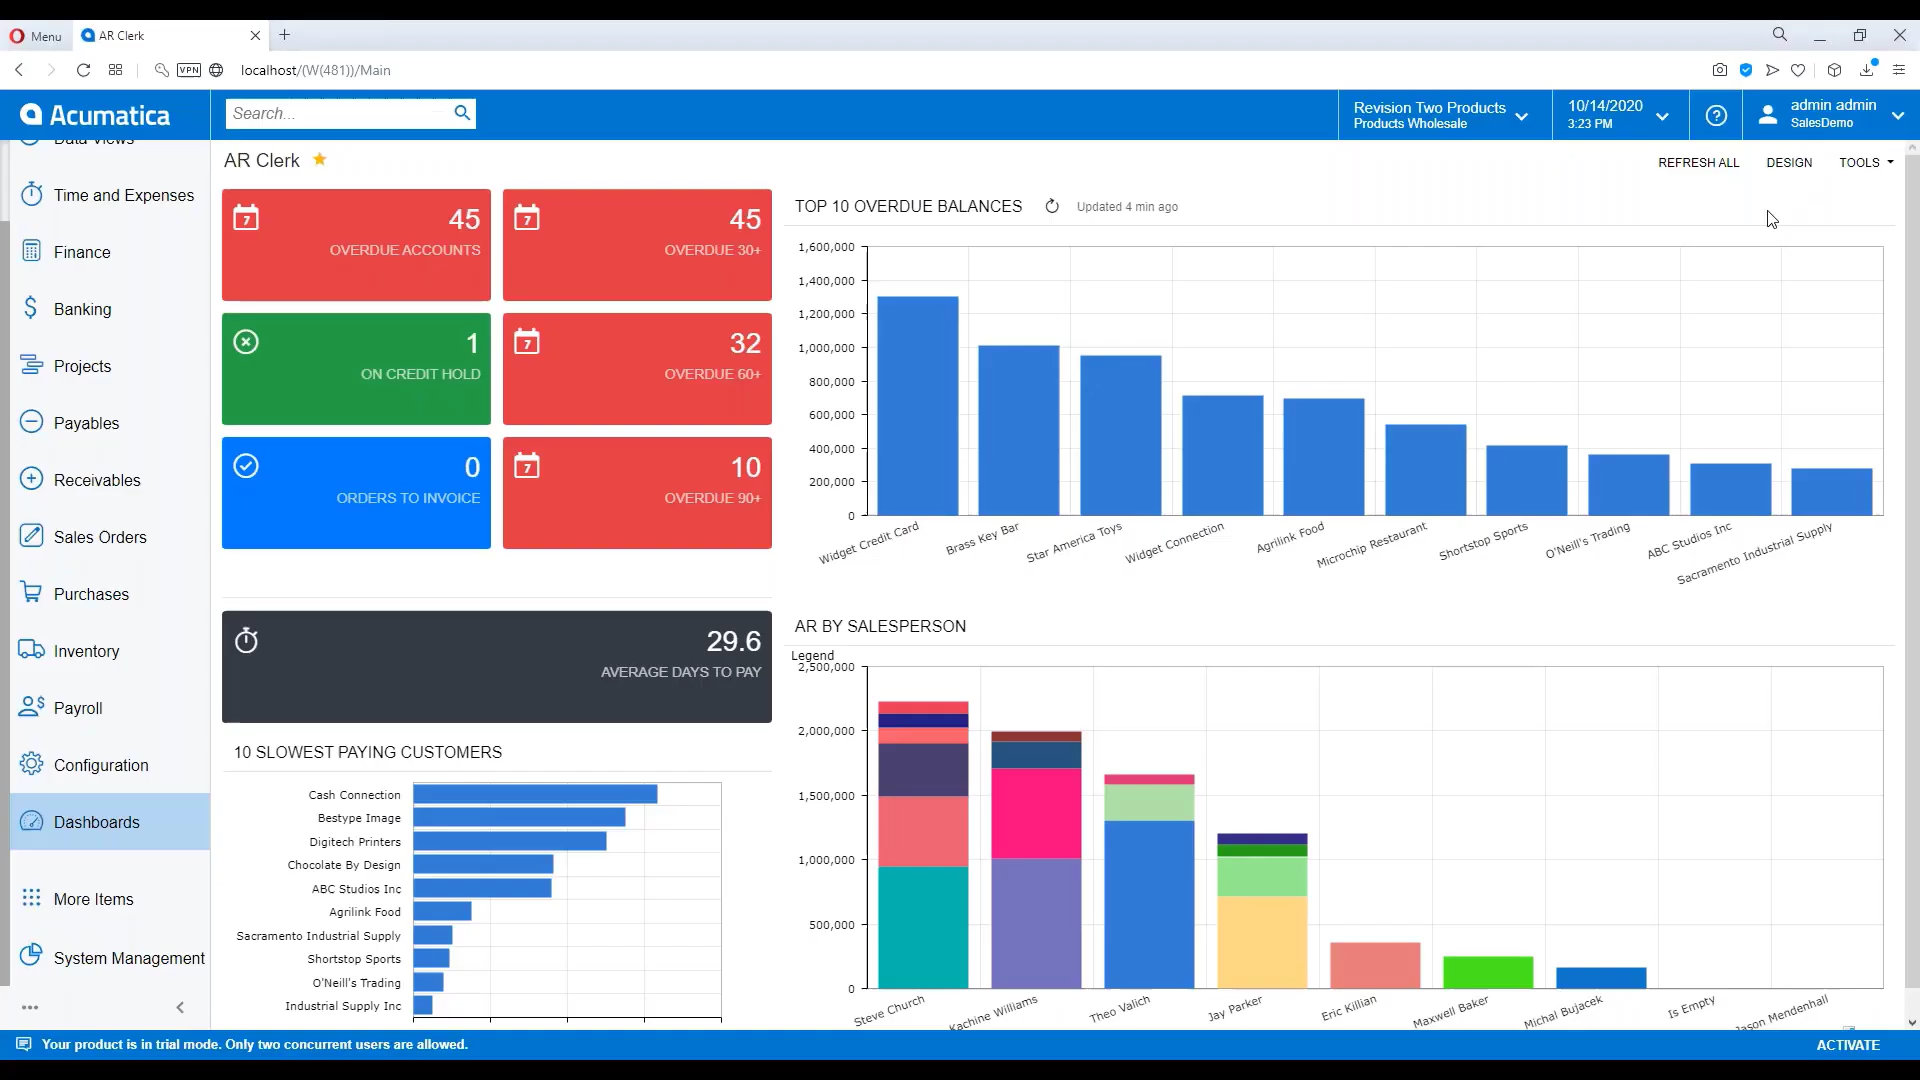 Menu
AR Clerk
VPN
localhost/(W(481))/Main
Acumatica
Search...
Revision Two Products
Products Wholesale
10/14/2020
3:23 PM
admin admin
SalesDemo
Data Views
Time and Expenses
Finance
Banking
Projects
Payables
Receivables
Sales Orders
Purchases
Inventory
Payroll
Configuration
Dashboards
More Items
System Management
AR Clerk
REFRESH ALL
DESIGN
TOOLS
7
45
OVERDUE ACCOUNTS
7
45
OVERDUE 30+
1
ON CREDIT HOLD
7
32
OVERDUE 60+
0
ORDERS TO INVOICE
7
10
OVERDUE 90+
29.6
AVERAGE DAYS TO PAY
10 SLOWEST PAYING CUSTOMERS
Cash Connection
Bestype Image
Digitech Printers
Chocolate By Design
ABC Studios Inc
Agrilink Food
Sacramento Industrial Supply
Shortstop Sports
O'Neill's Trading
Industrial Supply Inc
TOP 10 OVERDUE BALANCES
Updated 4 min ago
1,600,000
1,400,000
1,200,000
1,000,000
800,000
600,000
400,000
200,000
0
Widget Credit Card
Brass Key Bar
Star America Toys
Widget Connection
Agrilink Food
Microchip Restaurant
Shortstop Sports
O'Neill's Trading
ABC Studios Inc
Sacramento Industrial Supply
AR BY SALESPERSON
Legend
2,500,000
2,000,000
1,500,000
1,000,000
500,000
0
Steve Church
Kachine Williams
Theo Valich
Jay Parker
Eric Killian
Maxwell Baker
Michal Bujacek
Is Empty
Jason Mendenhall
Your product is in trial mode. Only two concurrent users are allowed.
ACTIVATE